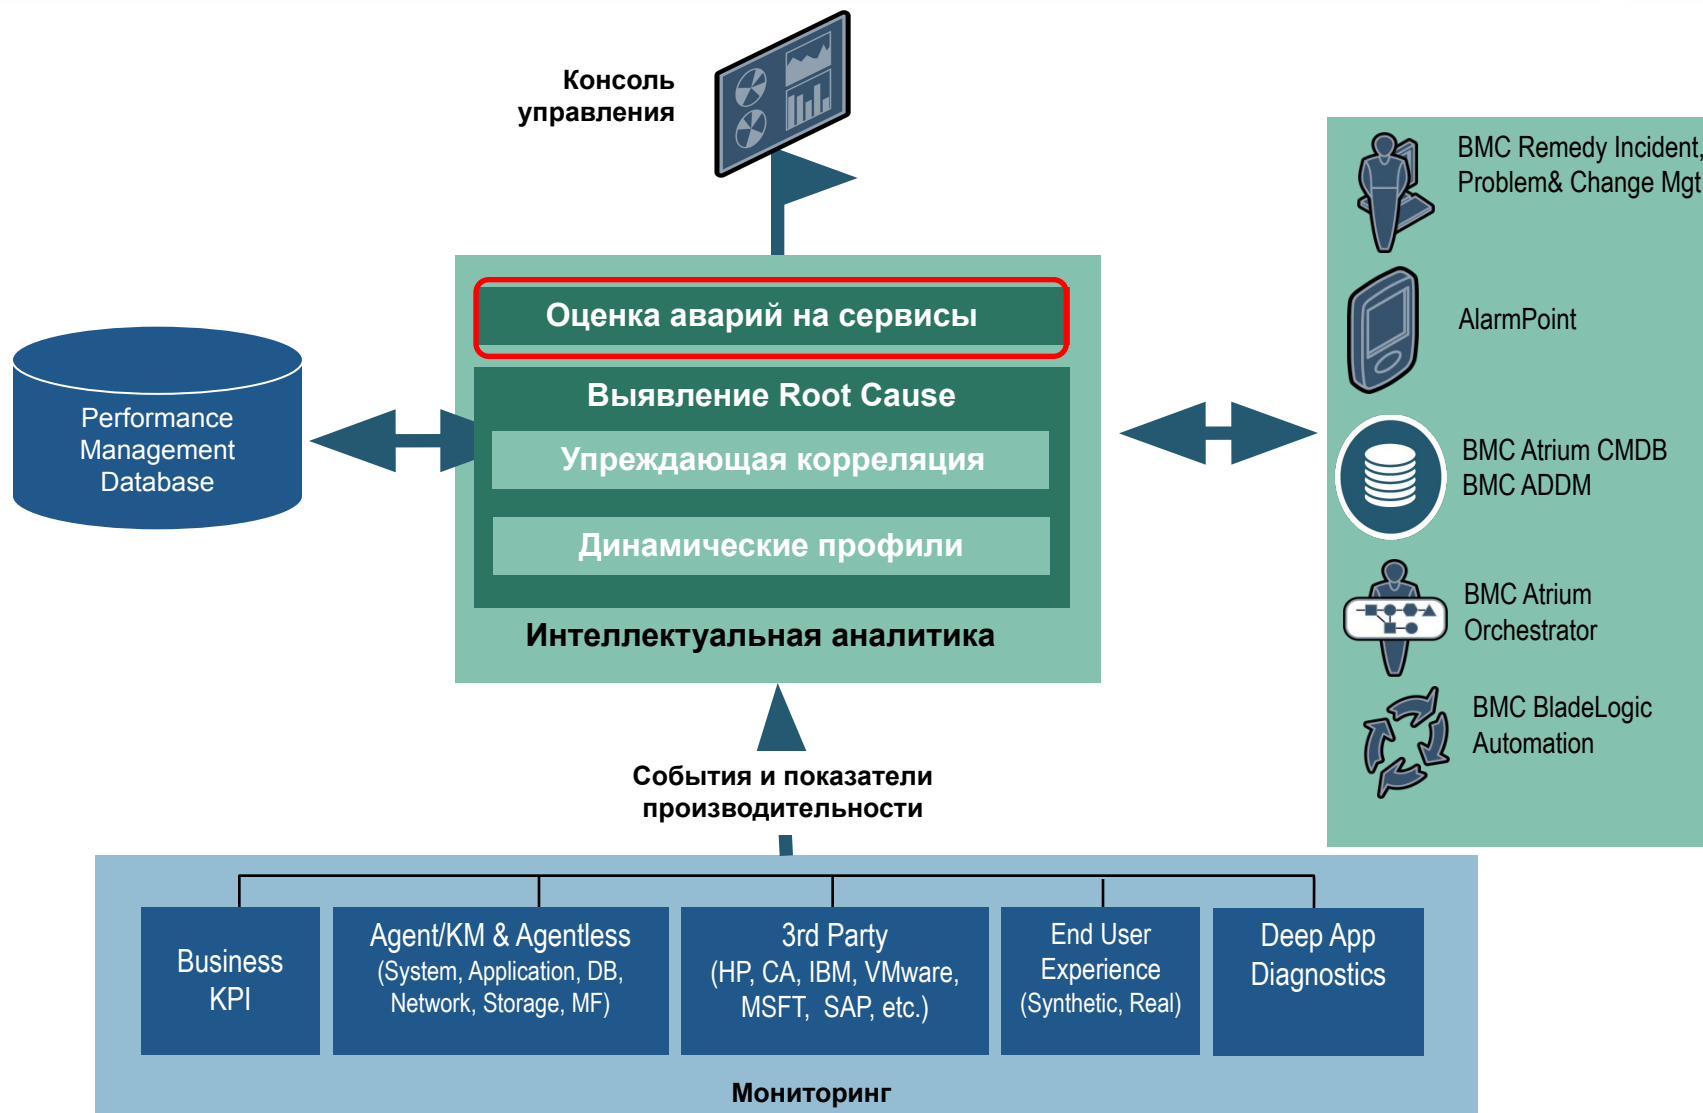 Консоль
управления
BMC Remedy Incident,
Problem& Change Mgt
AlarmPoint
BMC Atrium CMDB
BMC ADDM
BMC Atrium
Orchestrator
BMC BladeLogic
Automation
Оценка аварий на сервисы
Выявление Root Cause
Упреждающая корреляция
Динамические профили
Интеллектуальная аналитика
Performance
Management
Database
События и показатели
производительности
Business
KPI
Agent/KM & Agentless
(System, Application, DB,
Network, Storage, MF)
3rd Party
(HP, CA, IBM, VMware,
MSFT, SAP, etc.)
End User
Experience
(Synthetic, Real)
Deep App
Diagnostics
Мониторинг